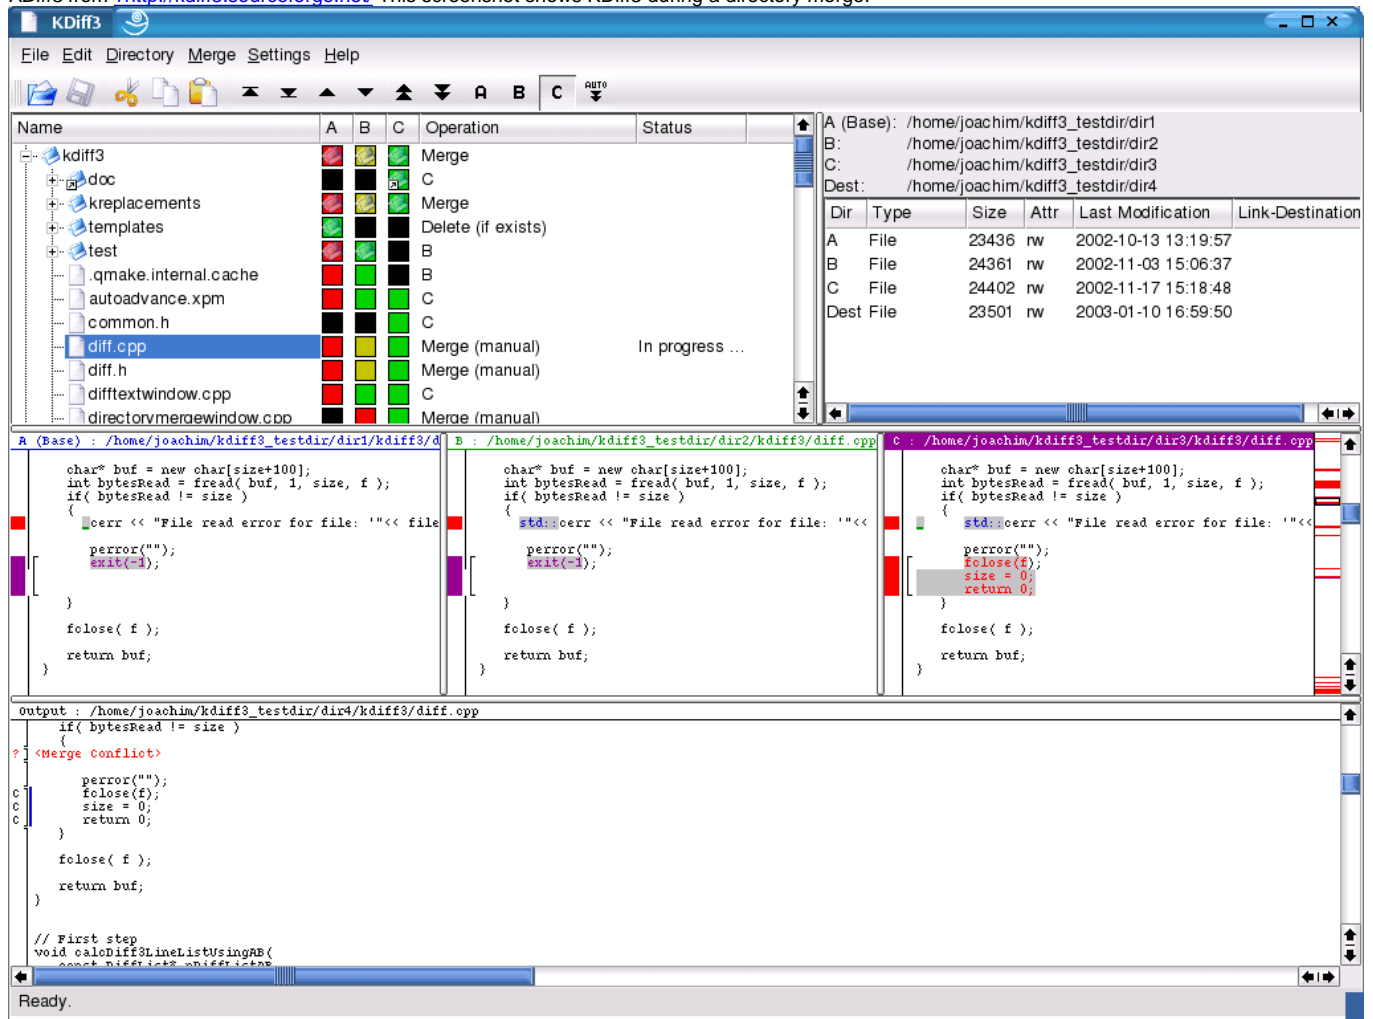 KDiff3
File Edit Directory Merge Settings Help
A B C AUTO
Name A B C Operation Status
kdiff3 Merge
doc C
kreplacements Merge
templates Delete (if exists)
test B
.qmake.internal.cache B
autoadvance.xpm C
common.h C
diff.cpp Merge (manual) In progress ...
diff.h Merge (manual)
difftextwindow.cpp C
directorymergewindow.cpp Merge (manual)
A (Base): /home/joachim/kdiff3_testdir/dir1
B: /home/joachim/kdiff3_testdir/dir2
C: /home/joachim/kdiff3_testdir/dir3
Dest: /home/joachim/kdiff3_testdir/dir4
Dir Type Size Attr Last Modification Link-Destination
A File 23436 rw 2002-10-13 13:19:57
B File 24361 rw 2002-11-03 15:06:37
C File 24402 rw 2002-11-17 15:18:48
Dest File 23501 rw 2003-01-10 16:59:50
A (Base) : /home/joachim/kdiff3_testdir/dir1/kdiff3/d
char* buf = new char[size+100];
int bytesRead = fread( buf, 1, size, f );
if( bytesRead != size )
{
cerr << "File read error for file: '"<< file
perror("");
exit(-1);
}
fclose( f );
return buf;
}
B : /home/joachim/kdiff3_testdir/dir2/kdiff3/diff.cpp
char* buf = new char[size+100];
int bytesRead = fread( buf, 1, size, f );
if( bytesRead != size )
{
std::cerr << "File read error for file: '"<<
perror("");
exit(-1);
}
fclose( f );
return buf;
}
C : /home/joachim/kdiff3_testdir/dir3/kdiff3/diff.cpp
char* buf = new char[size+100];
int bytesRead = fread( buf, 1, size, f );
if( bytesRead != size )
{
std::cerr << "File read error for file: '"<<
perror("");
fclose(f);
size = 0;
return 0;
}
fclose( f );
return buf;
}
Output : /home/joachim/kdiff3_testdir/dir4/kdiff3/diff.cpp
if( bytesRead != size )
{
? <Merge Conflict>
perror("");
C fclose(f);
C size = 0;
C return 0;
}
fclose( f );
return buf;
}
// First step
void calcDiff3LineListUsingAB(
const DiffList* pDiffListAB,
Ready.